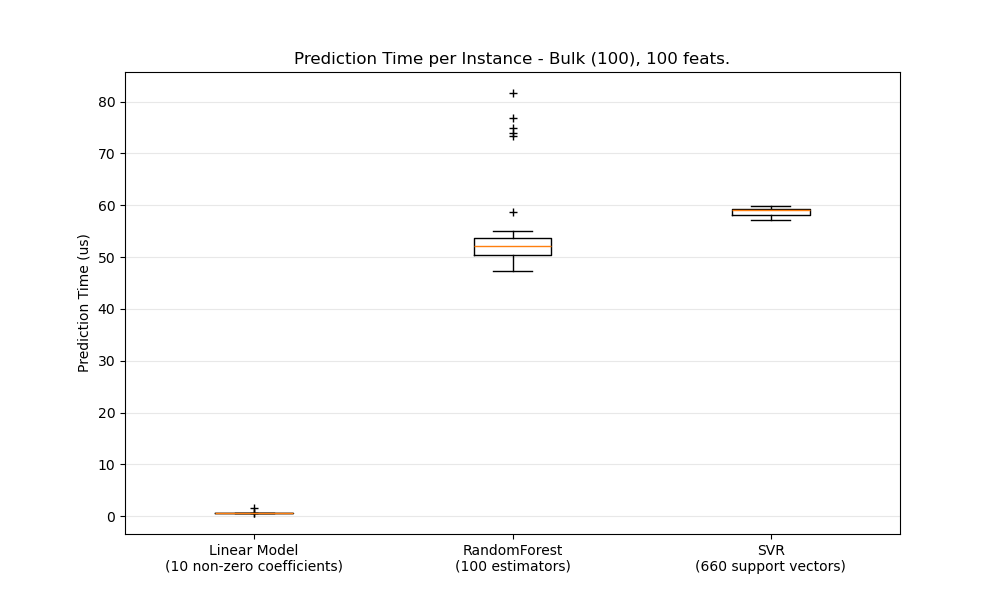 Prediction Time per Instance - Bulk (100), 100 feats.
Prediction Time (us)
80
70
60
50
40
30
20
10
0
Linear Model
(10 non-zero coefficients)
RandomForest
(100 estimators)
SVR
(660 support vectors)